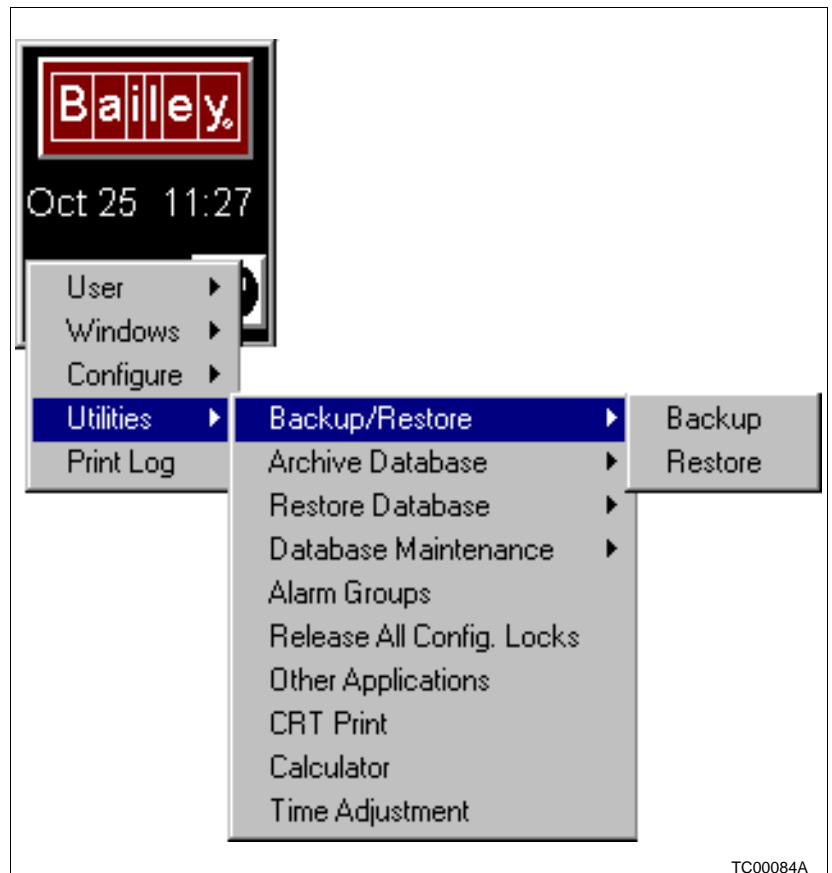 Bailey®
Oct 25 11:27
User
Windows
Configure
Utilities
Print Log
Backup/Restore
Archive Database
Restore Database
Database Maintenance
Alarm Groups
Release All Config. Locks
Other Applications
CRT Print
Calculator
Time Adjustment
Backup
Restore
TC00084A